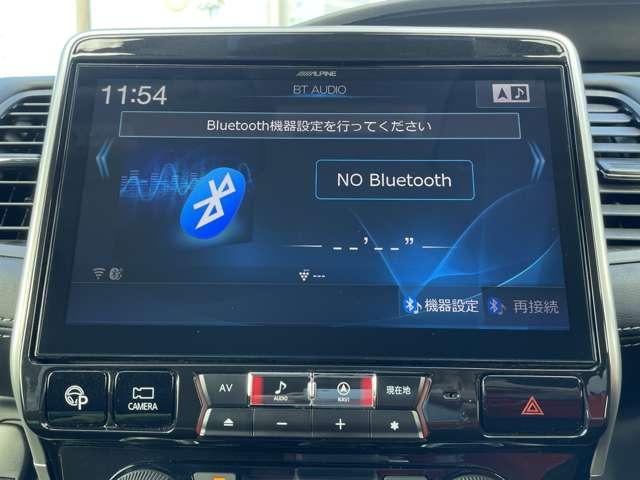 ALPINE
11:54
BT AUDIO
Bluetooth機器設定を行ってください
NO Bluetooth
_ _ ' _ _ "
---
機器設定 再接続
P
CAMERA
AV
AUDIO
NAVI
現在地
− + ✱